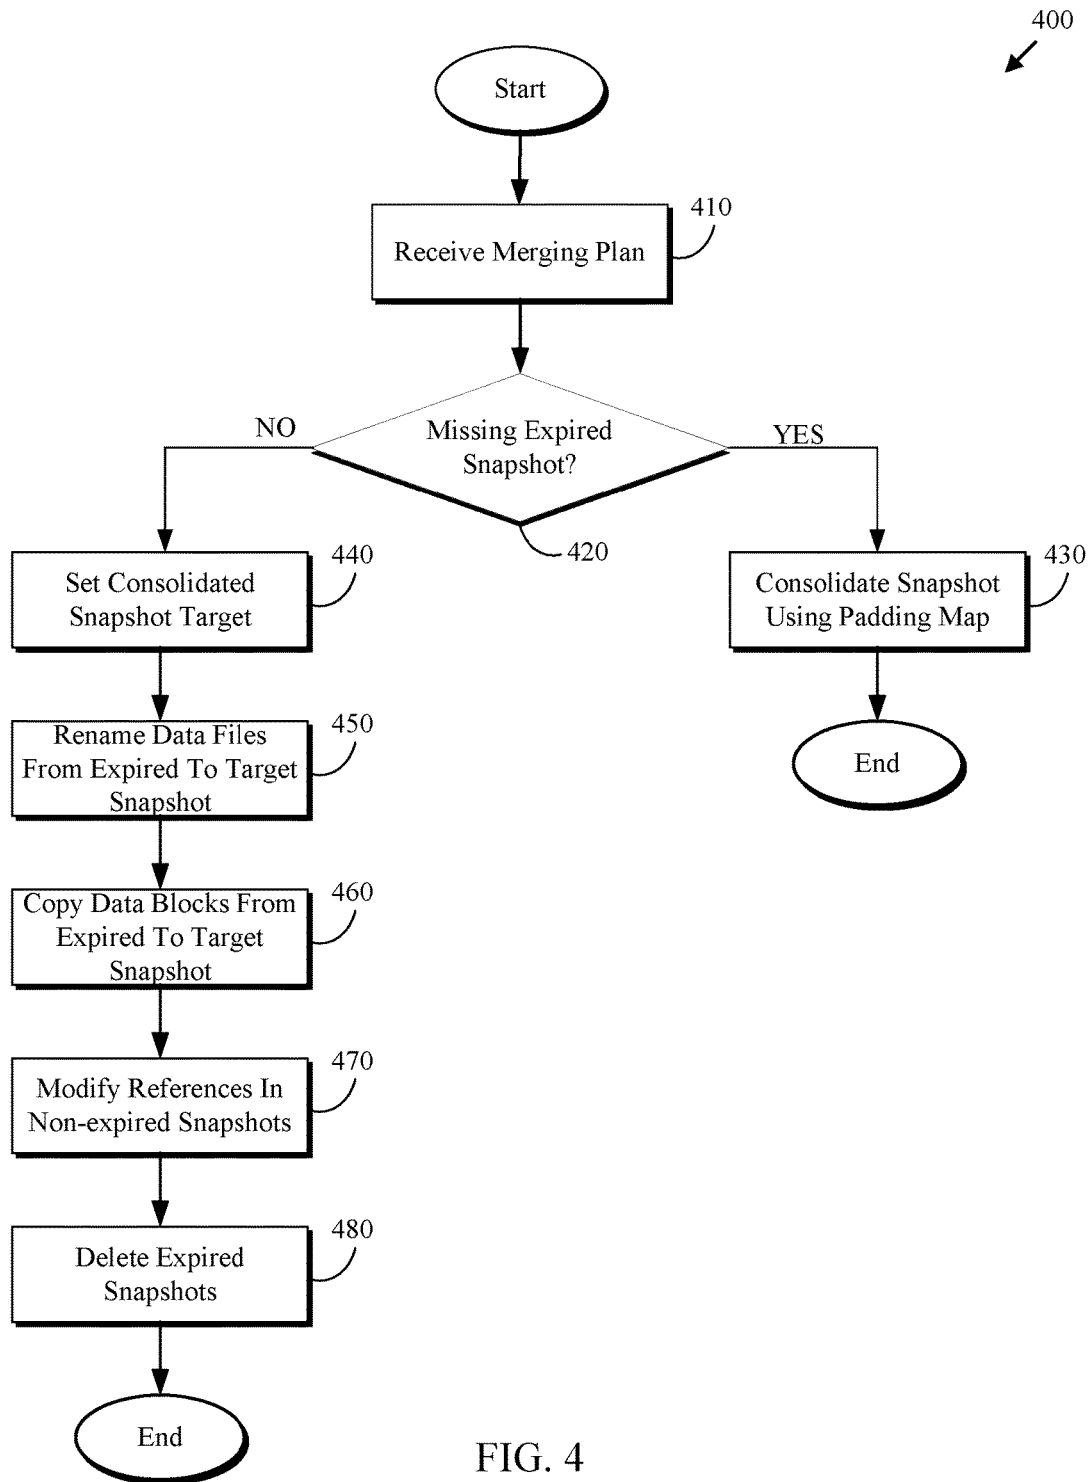 400
Start
410
Receive Merging Plan
NO
Missing Expired
Snapshot?
YES
420
440
Set Consolidated
Snapshot Target
430
Consolidate Snapshot
Using Padding Map
450
Rename Data Files
From Expired To Target
Snapshot
End
460
Copy Data Blocks From
Expired To Target
Snapshot
470
Modify References In
Non-expired Snapshots
480
Delete Expired
Snapshots
End
FIG. 4